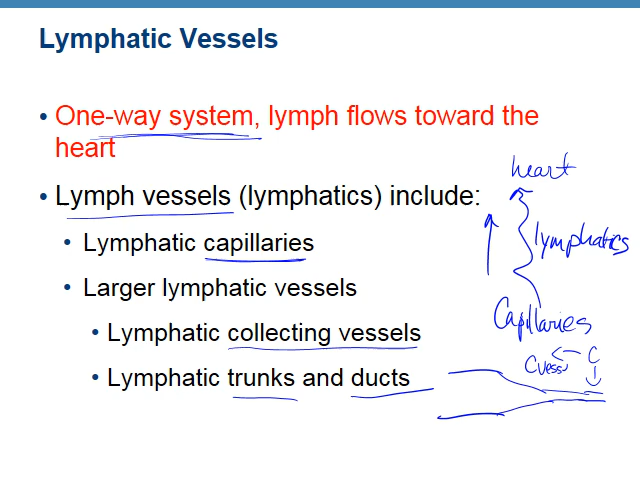 Lymphatic Vessels
• One-way system, lymph flows toward the
heart
• Lymph vessels (lymphatics) include:
• Lymphatic capillaries
• Larger lymphatic vessels
• Lymphatic collecting vessels
• Lymphatic trunks and ducts
heart
lymphatics
Capillaries
C